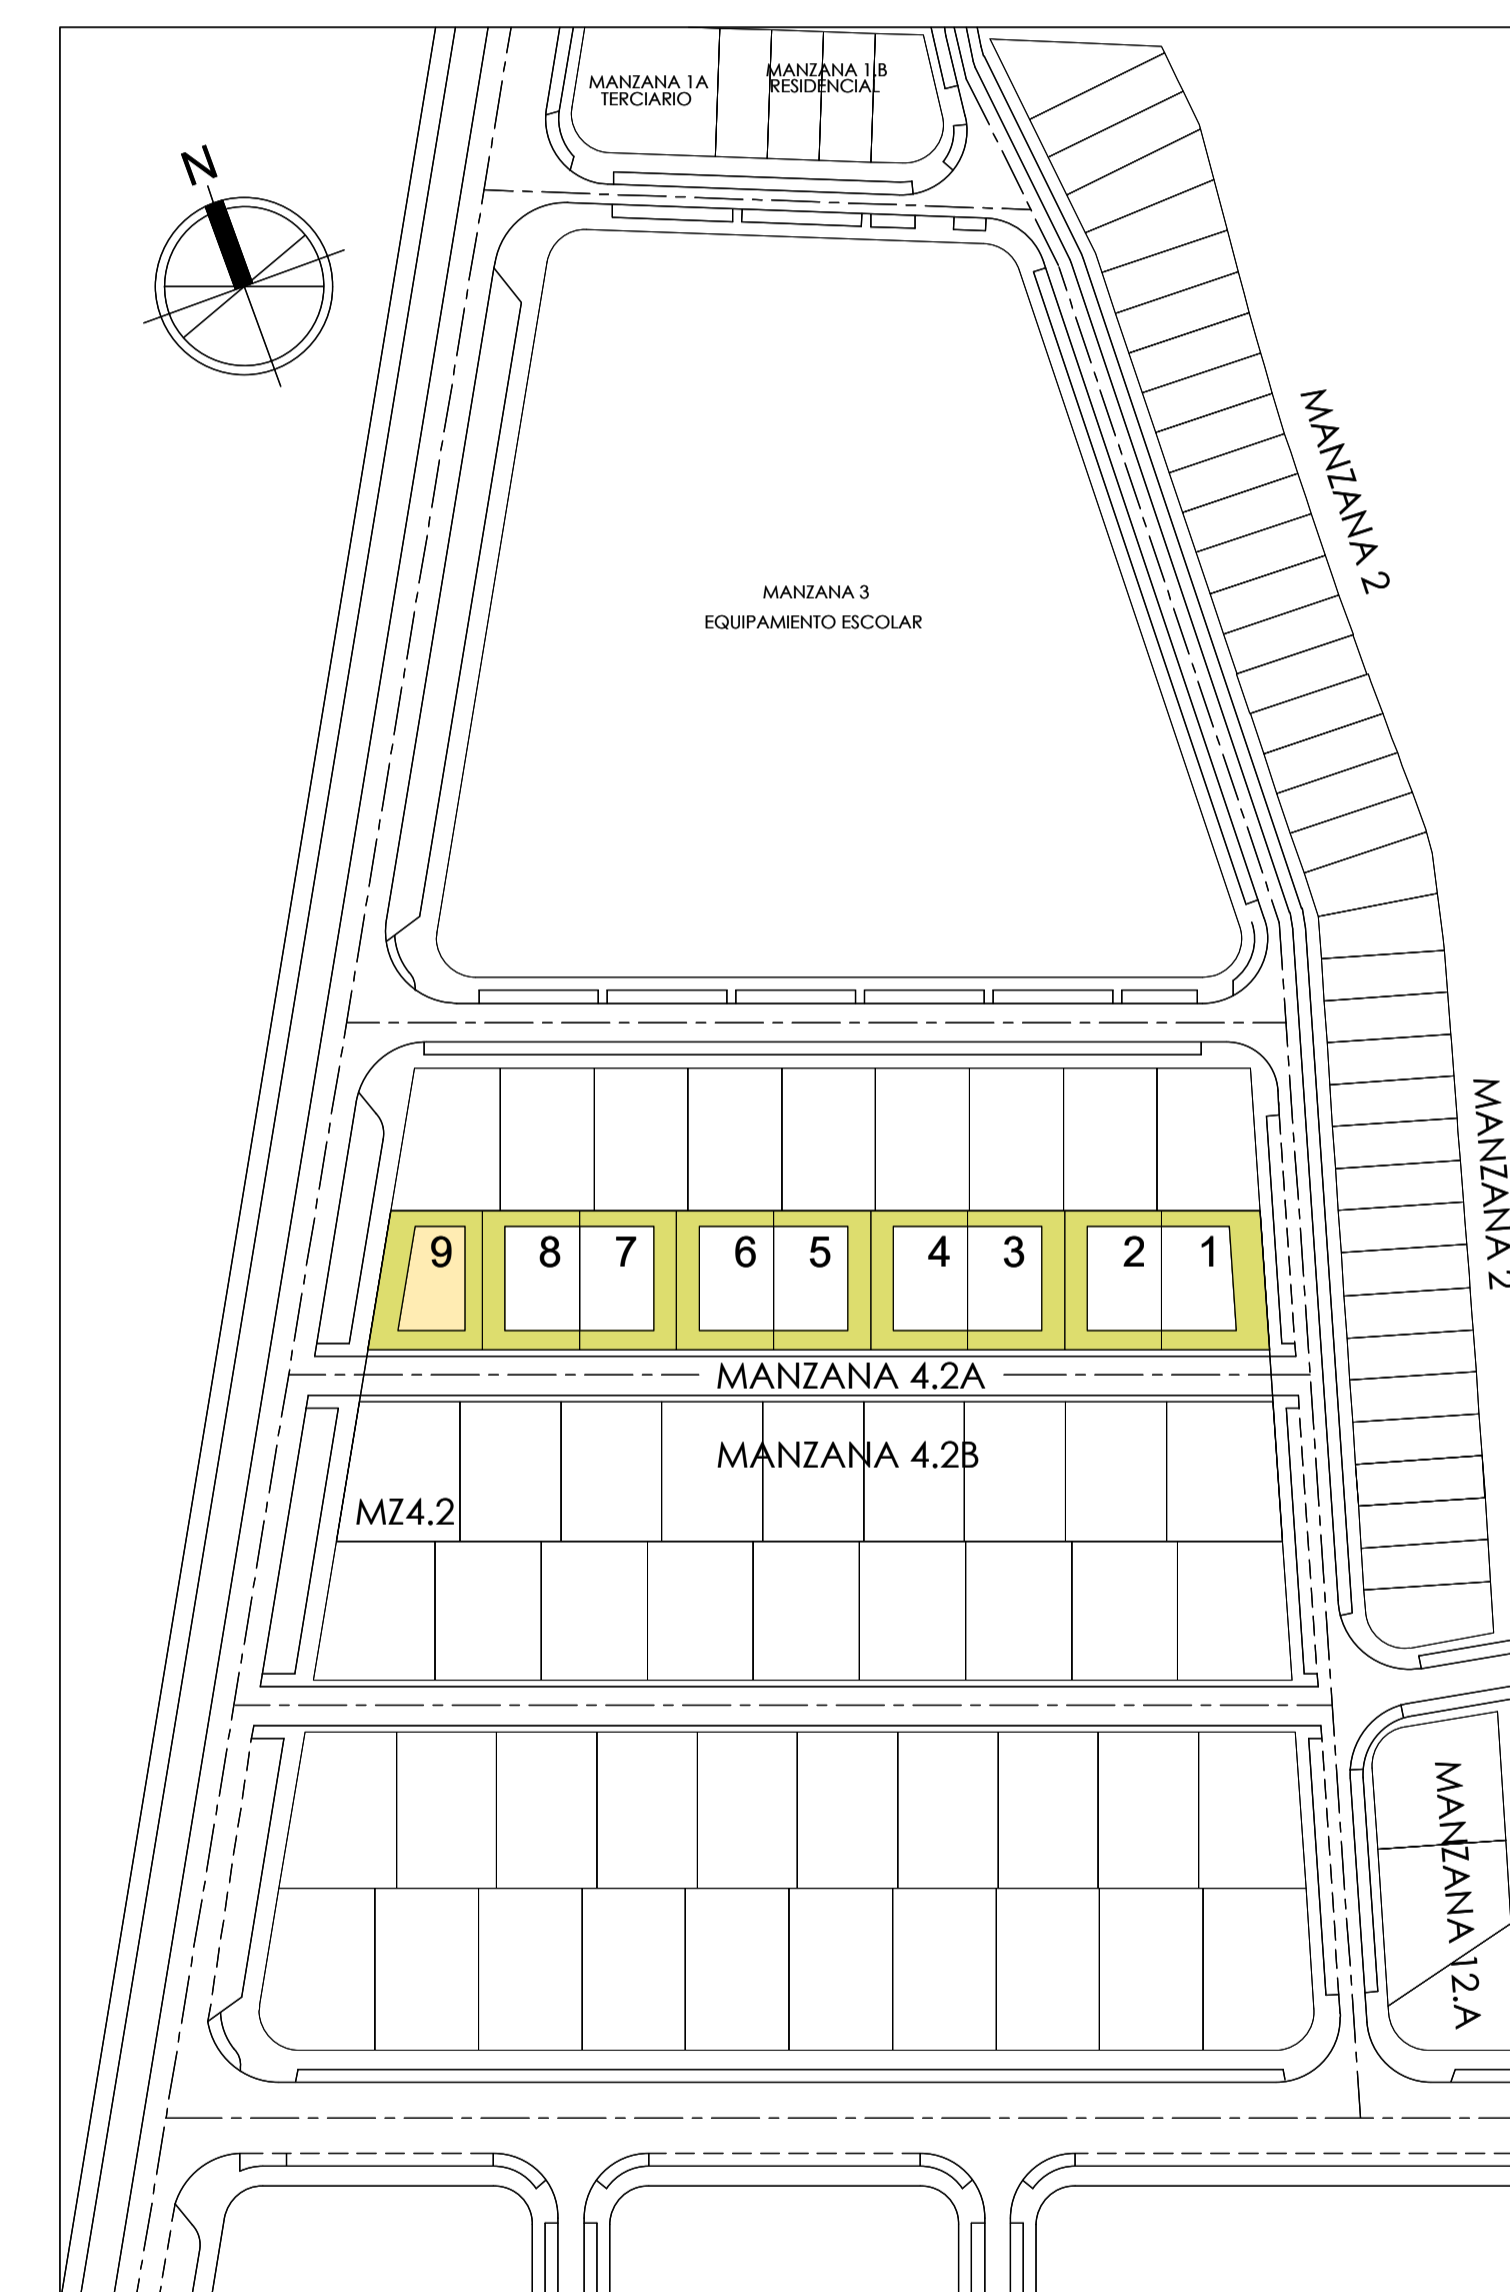 MANZANA 1A
TERCIARIO
MANZANA 1.B
RESIDENCIAL
N
MANZANA 2
MANZANA 3
EQUIPAMIENTO ESCOLAR
MANZANA 2
9 8 7 6 5 4 3 2 1
MANZANA 4.2A
MANZANA 4.2B
MZ4.2
MANZANA 12.A